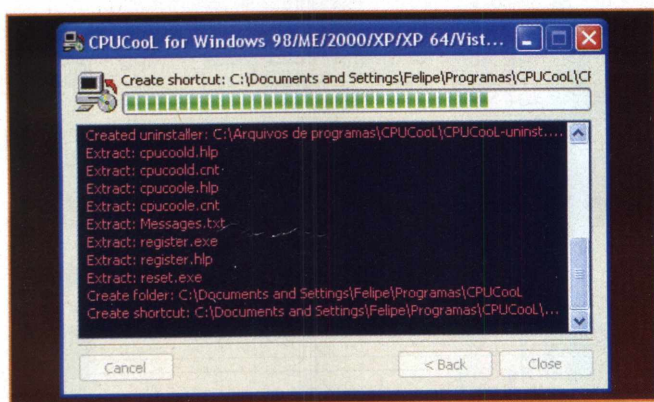 CPUCooL for Windows 98/ME/2000/XP/XP 64/Vist...
Create shortcut: C:\Documents and Settings\Felipe\Programas\CPUCooL\CF
Created uninstaller: C:\Arquivos de programas\CPUCooL\CPUCooL-uninst....
Extract: cpucoold.hlp
Extract: cpucoold.cnt
Extract: cpucoole.hlp
Extract: cpucoole.cnt
Extract: Messages.txt
Extract: register.exe
Extract: register.hlp
Extract: reset.exe
Create folder: C:\Documents and Settings\Felipe\Programas\CPUCooL
Create shortcut: C:\Documents and Settings\Felipe\Programas\CPUCooL\...
Cancel
< Back
Close